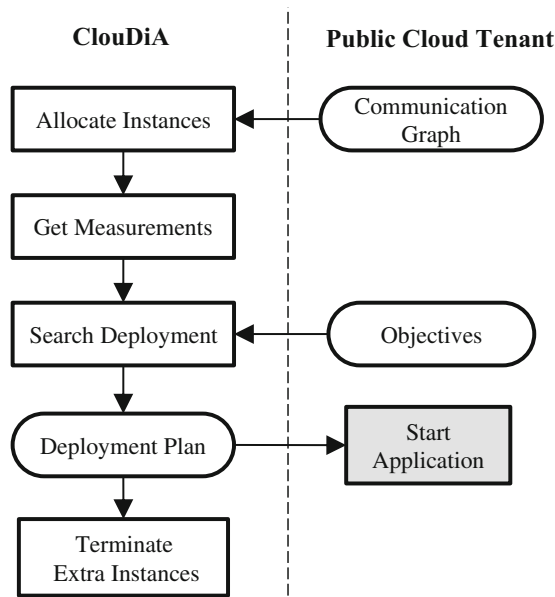 ClouDiA
Public Cloud Tenant
Allocate Instances
Communication
Graph
Get Measurements
Search Deployment
Objectives
Deployment Plan
Start
Application
Terminate
Extra Instances